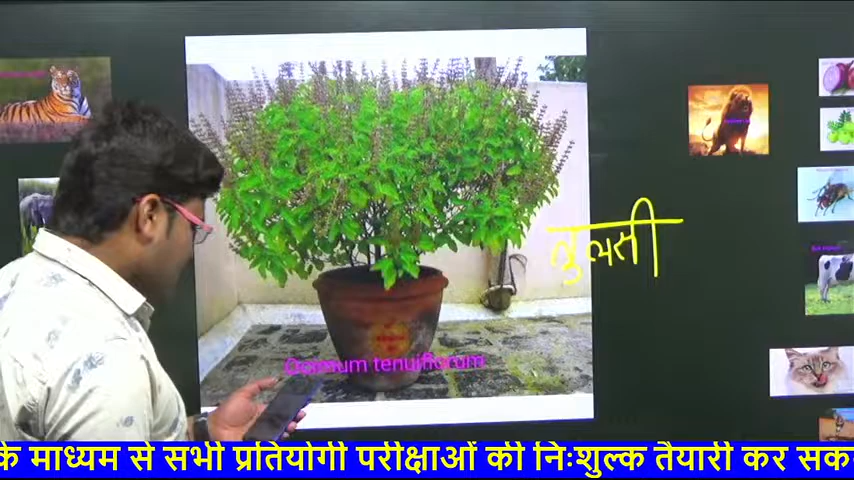 तुलसी
Ocimum tenuiflorum
के माध्यम से सभी प्रतियोगी परीक्षाओं की निःशुल्क तैयारी कर सक